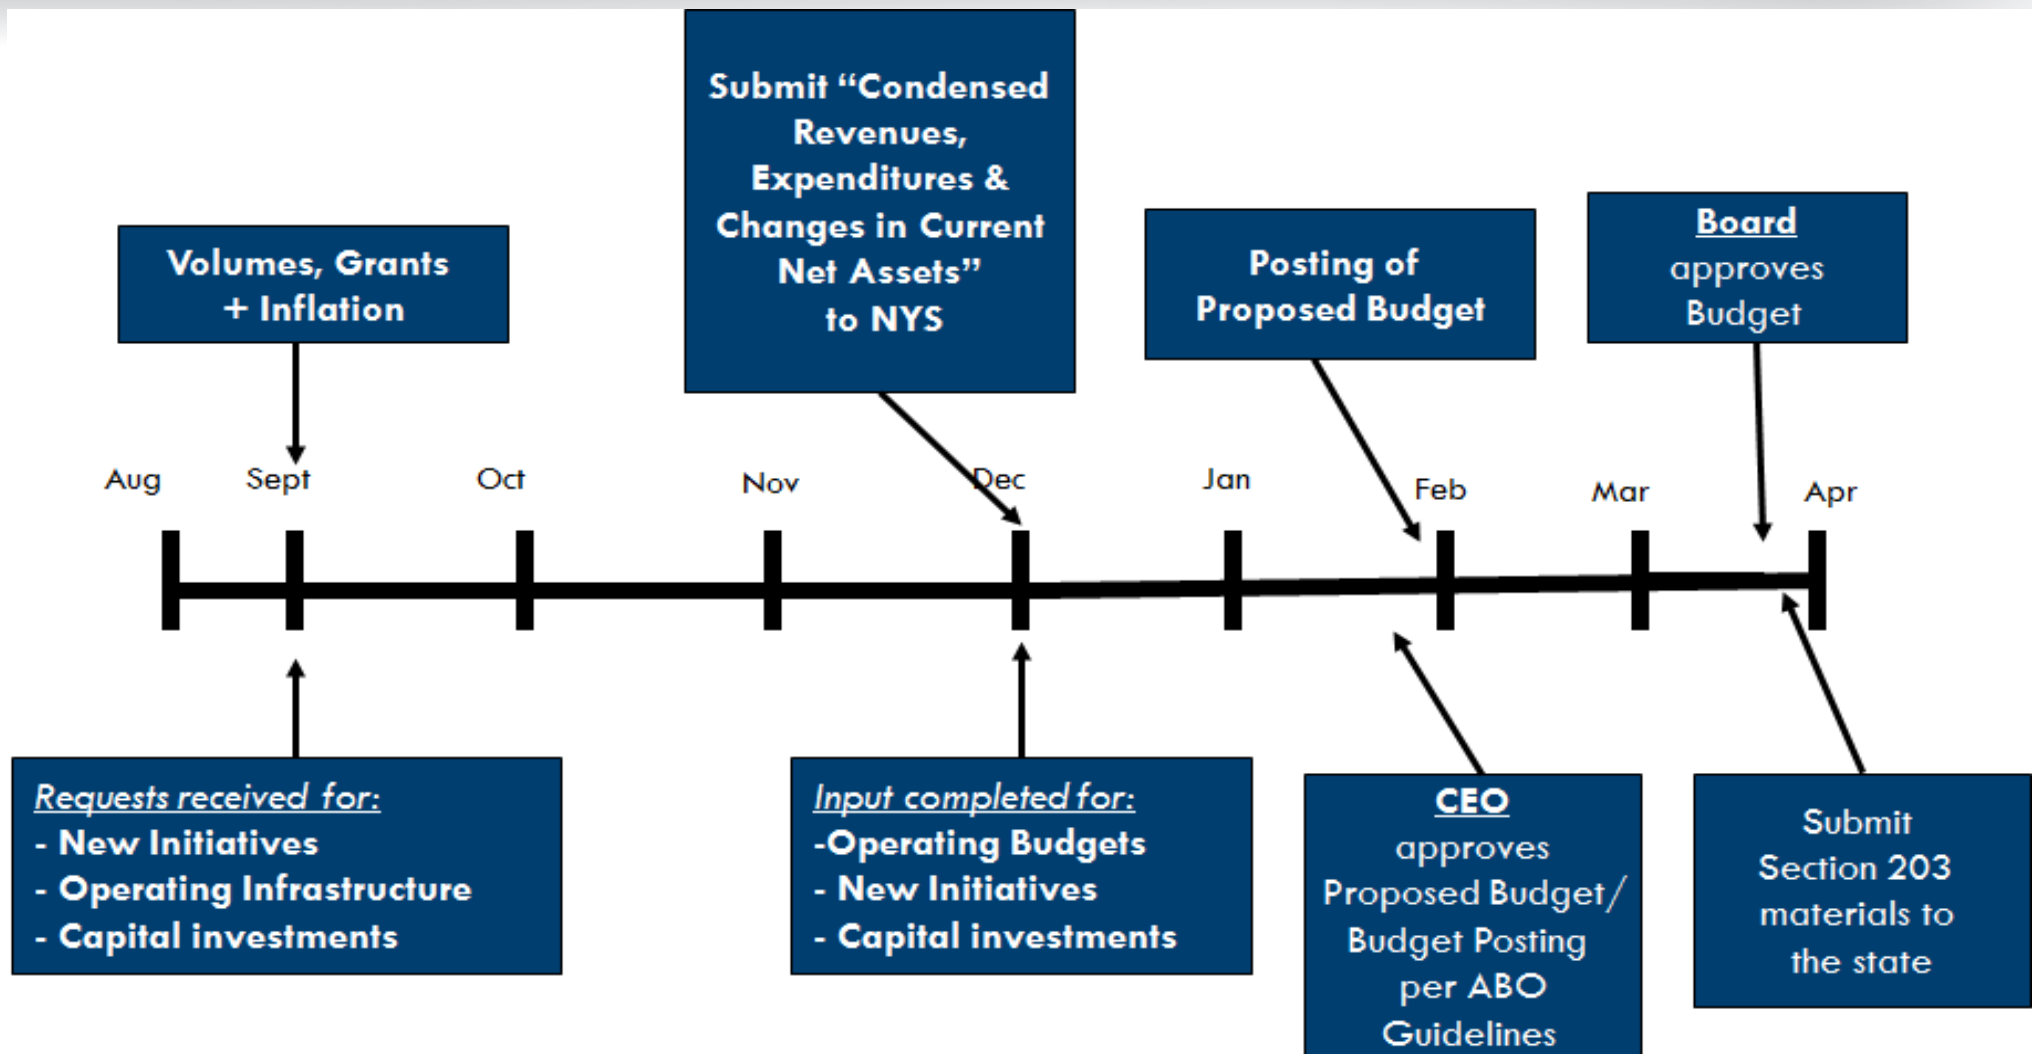 Submit “Condensed
Revenues,
Expenditures &
Changes in Current
Net Assets”
to NYS
Volumes, Grants
+ Inflation
Posting of
Proposed Budget
Board
approves
Budget
Aug
Sept
Oct
Nov
Dec
Jan
Feb
Mar
Apr
Requests received for:
- New Initiatives
- Operating Infrastructure
- Capital investments
Input completed for:
-Operating Budgets
- New Initiatives
- Capital investments
CEO
approves
Proposed Budget/
Budget Posting
per ABO
Guidelines
Submit
Section 203
materials to
the state